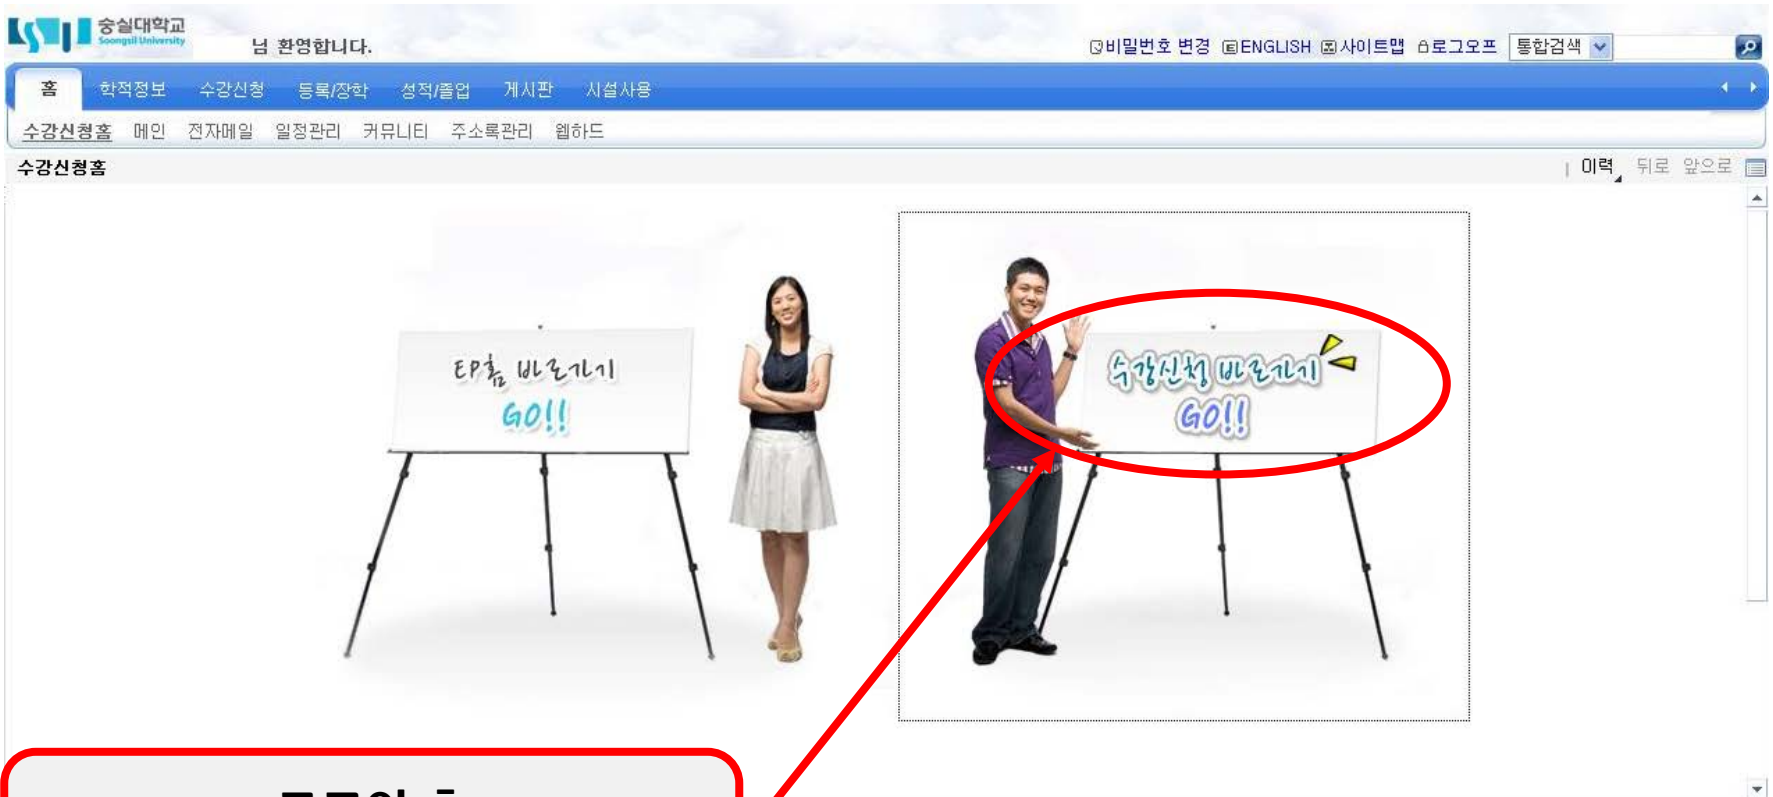 숭실대학교
Soongsil University
님 환영합니다.
비밀번호 변경 ENGLISH 사이트맵 로그오프 통합검색
홈 학적정보 수강신청 등록/장학 성적/졸업 게시판 시설사용
수강신청홈 메인 전자메일 일정관리 커뮤니티 주소록관리 웹하드
수강신청홈
이력 뒤로 앞으로
EP홈 바로가기
GO!!
수강신청 바로가기
GO!!